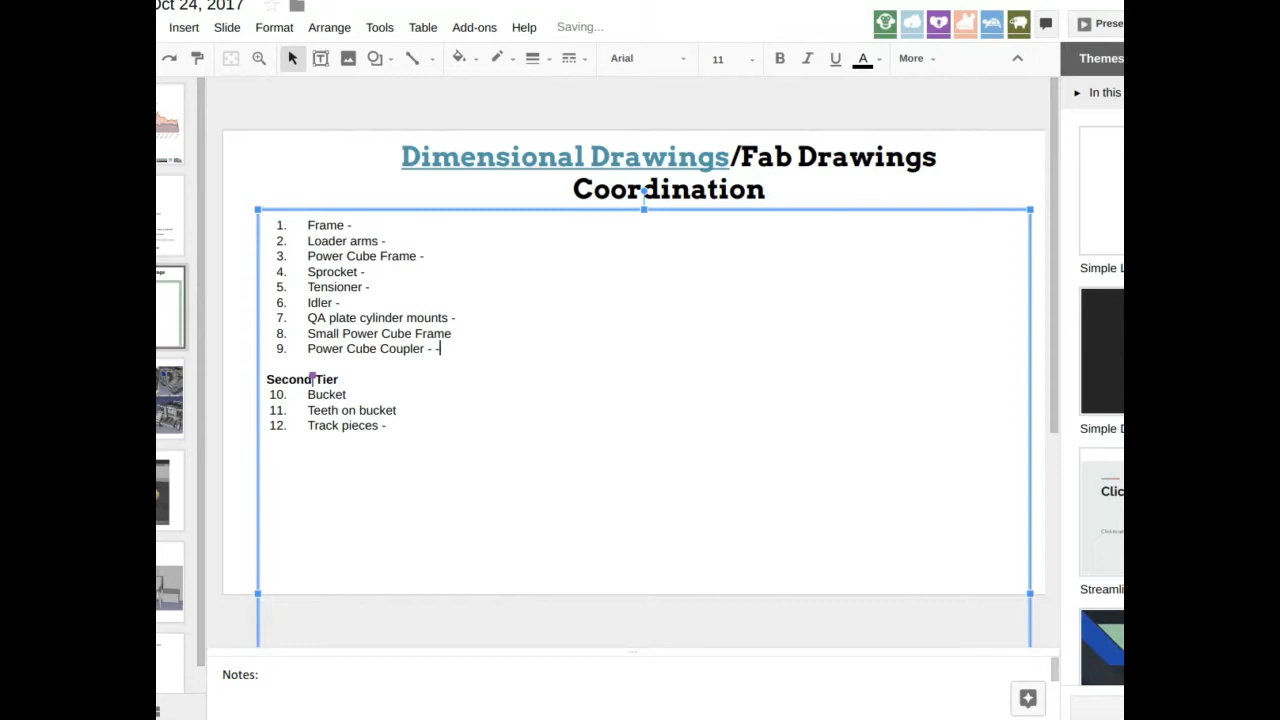 Oct 24, 2017
Insert Slide Format Arrange Tools Table Add-ons Help Saving...
Arial 11 B I U A More
Themes
In this
Dimensional Drawings/Fab Drawings
Coordination
1. Frame -
2. Loader arms -
3. Power Cube Frame -
4. Sprocket -
5. Tensioner -
6. Idler -
7. QA plate cylinder mounts -
8. Small Power Cube Frame
9. Power Cube Coupler - -
Second Tier
10. Bucket
11. Teeth on bucket
12. Track pieces -
Notes:
Prese
Simple L
Simple D
Clic
Streamli